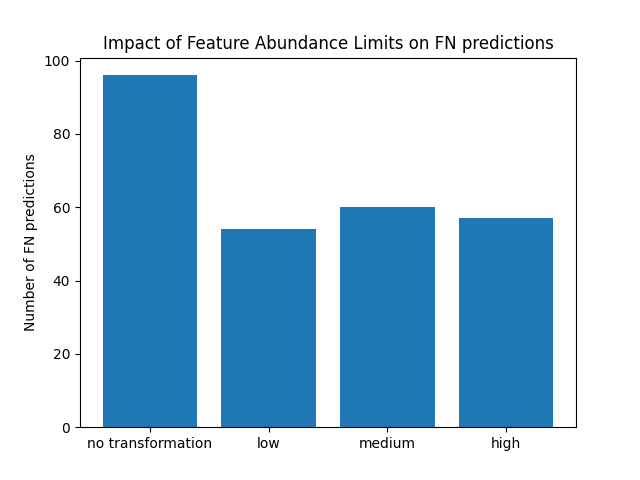 Impact of Feature Abundance Limits on FN predictions
Number of FN predictions
100
80
60
40
20
0
no transformation
low
medium
high